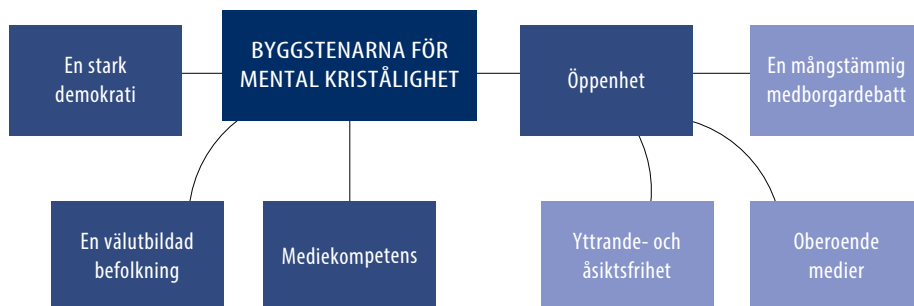 En stark
demokrati
BYGGSTENARNA FÖR
MENTAL KRISTÅLIGHET
Öppenhet
En mångstämmig
medborgardebatt
En välutbildad
befolkning
Mediekompetens
Yttrande- och
åsiktsfrihet
Oberoende
medier